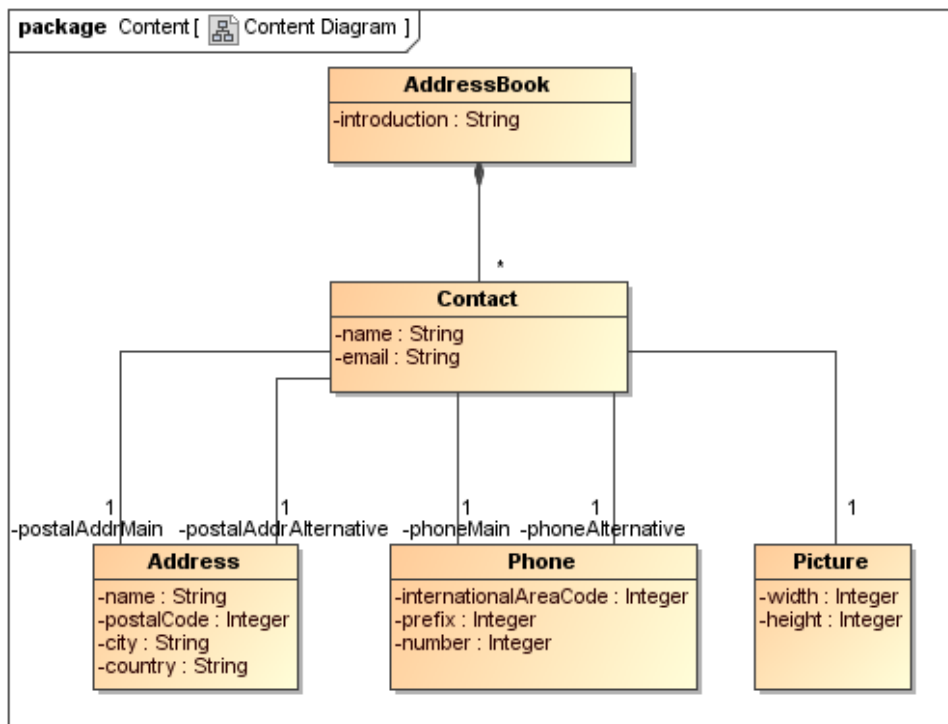 package Content [ Content Diagram ]
AddressBook
-introduction : String
*
Contact
-name : String
-email : String
1
-postalAddrMain
1
-postalAddrAlternative
1
-phoneMain
1
-phoneAlternative
1
Address
-name : String
-postalCode : Integer
-city : String
-country : String
Phone
-internationalAreaCode : Integer
-prefix : Integer
-number : Integer
Picture
-width : Integer
-height : Integer